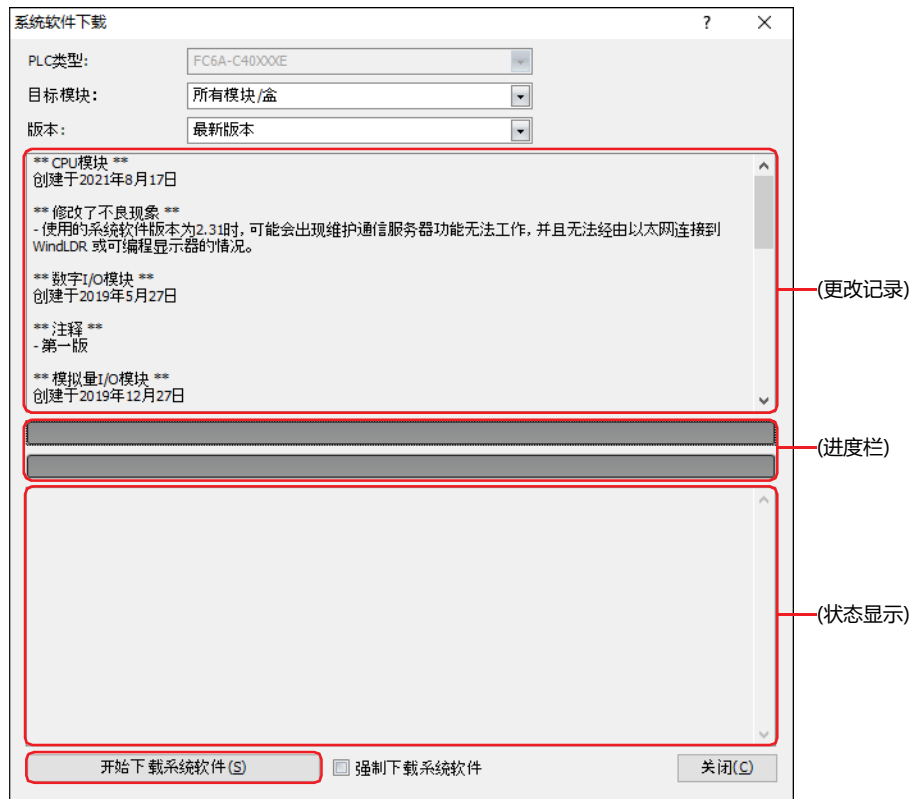 系统软件下载 ? ×
PLC类型: FC6A-C40XXXE
目标模块: 所有模块/盒
版本: 最新版本
** CPU模块 **
创建于2021年8月17日
** 修改了不良现象 **
- 使用的系统软件版本为2.31时, 可能会出现维护通信服务器功能无法工作, 并且无法经由以太网连接到
WindLDR 或可编程显示器的情况。
** 数字I/O模块 **
创建于2019年5月27日
** 注释 **
- 第一版
** 模拟量I/O模块 **
创建于2019年12月27日
(更改记录)
(进度栏)
(状态显示)
开始下载系统软件(S) 强制下载系统软件 关闭(C)